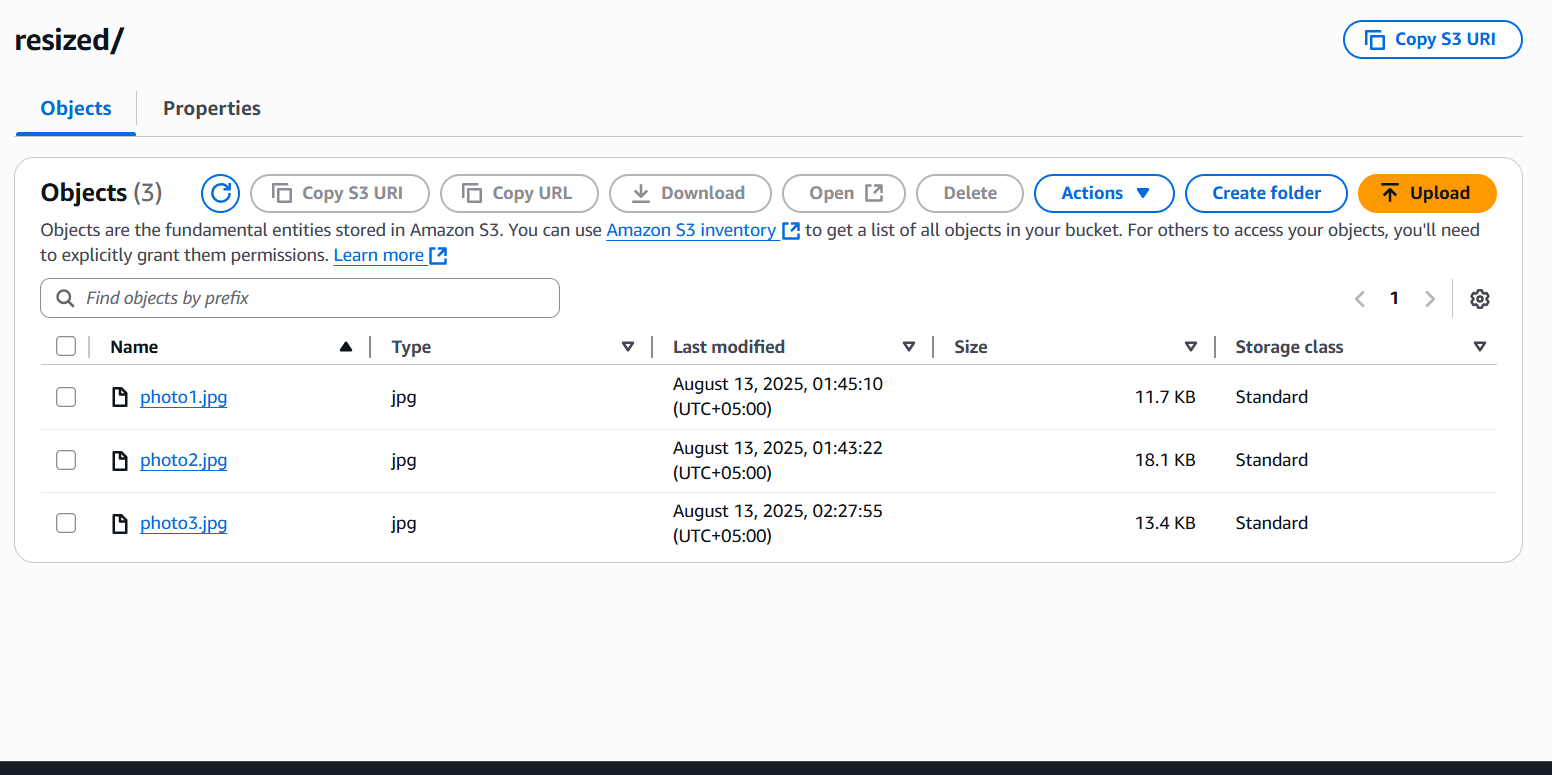 resized/
Copy S3 URI
Objects
Properties
Objects (3)
Copy S3 URI
Copy URL
Download
Open
Delete
Actions
Create folder
Upload
Objects are the fundamental entities stored in Amazon S3. You can use Amazon S3 inventory to get a list of all objects in your bucket. For others to access your objects, you'll need
to explicitly grant them permissions. Learn more
Find objects by prefix
1
Name Type Last modified Size Storage class
photo1.jpg jpg August 13, 2025, 01:45:10 (UTC+05:00) 11.7 KB Standard
photo2.jpg jpg August 13, 2025, 01:43:22 (UTC+05:00) 18.1 KB Standard
photo3.jpg jpg August 13, 2025, 02:27:55 (UTC+05:00) 13.4 KB Standard